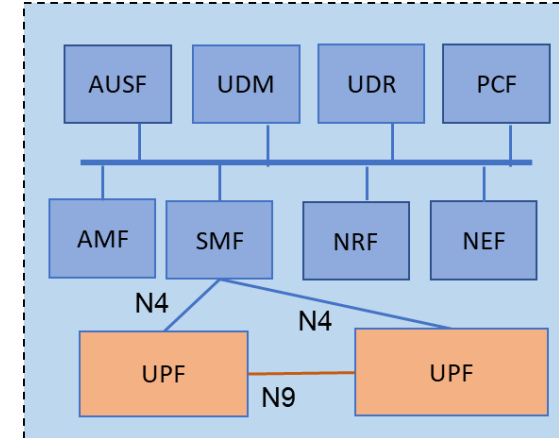 AUSF UDM UDR PCF
AMF SMF NRF NEF
N4 N4
UPF UPF
N9